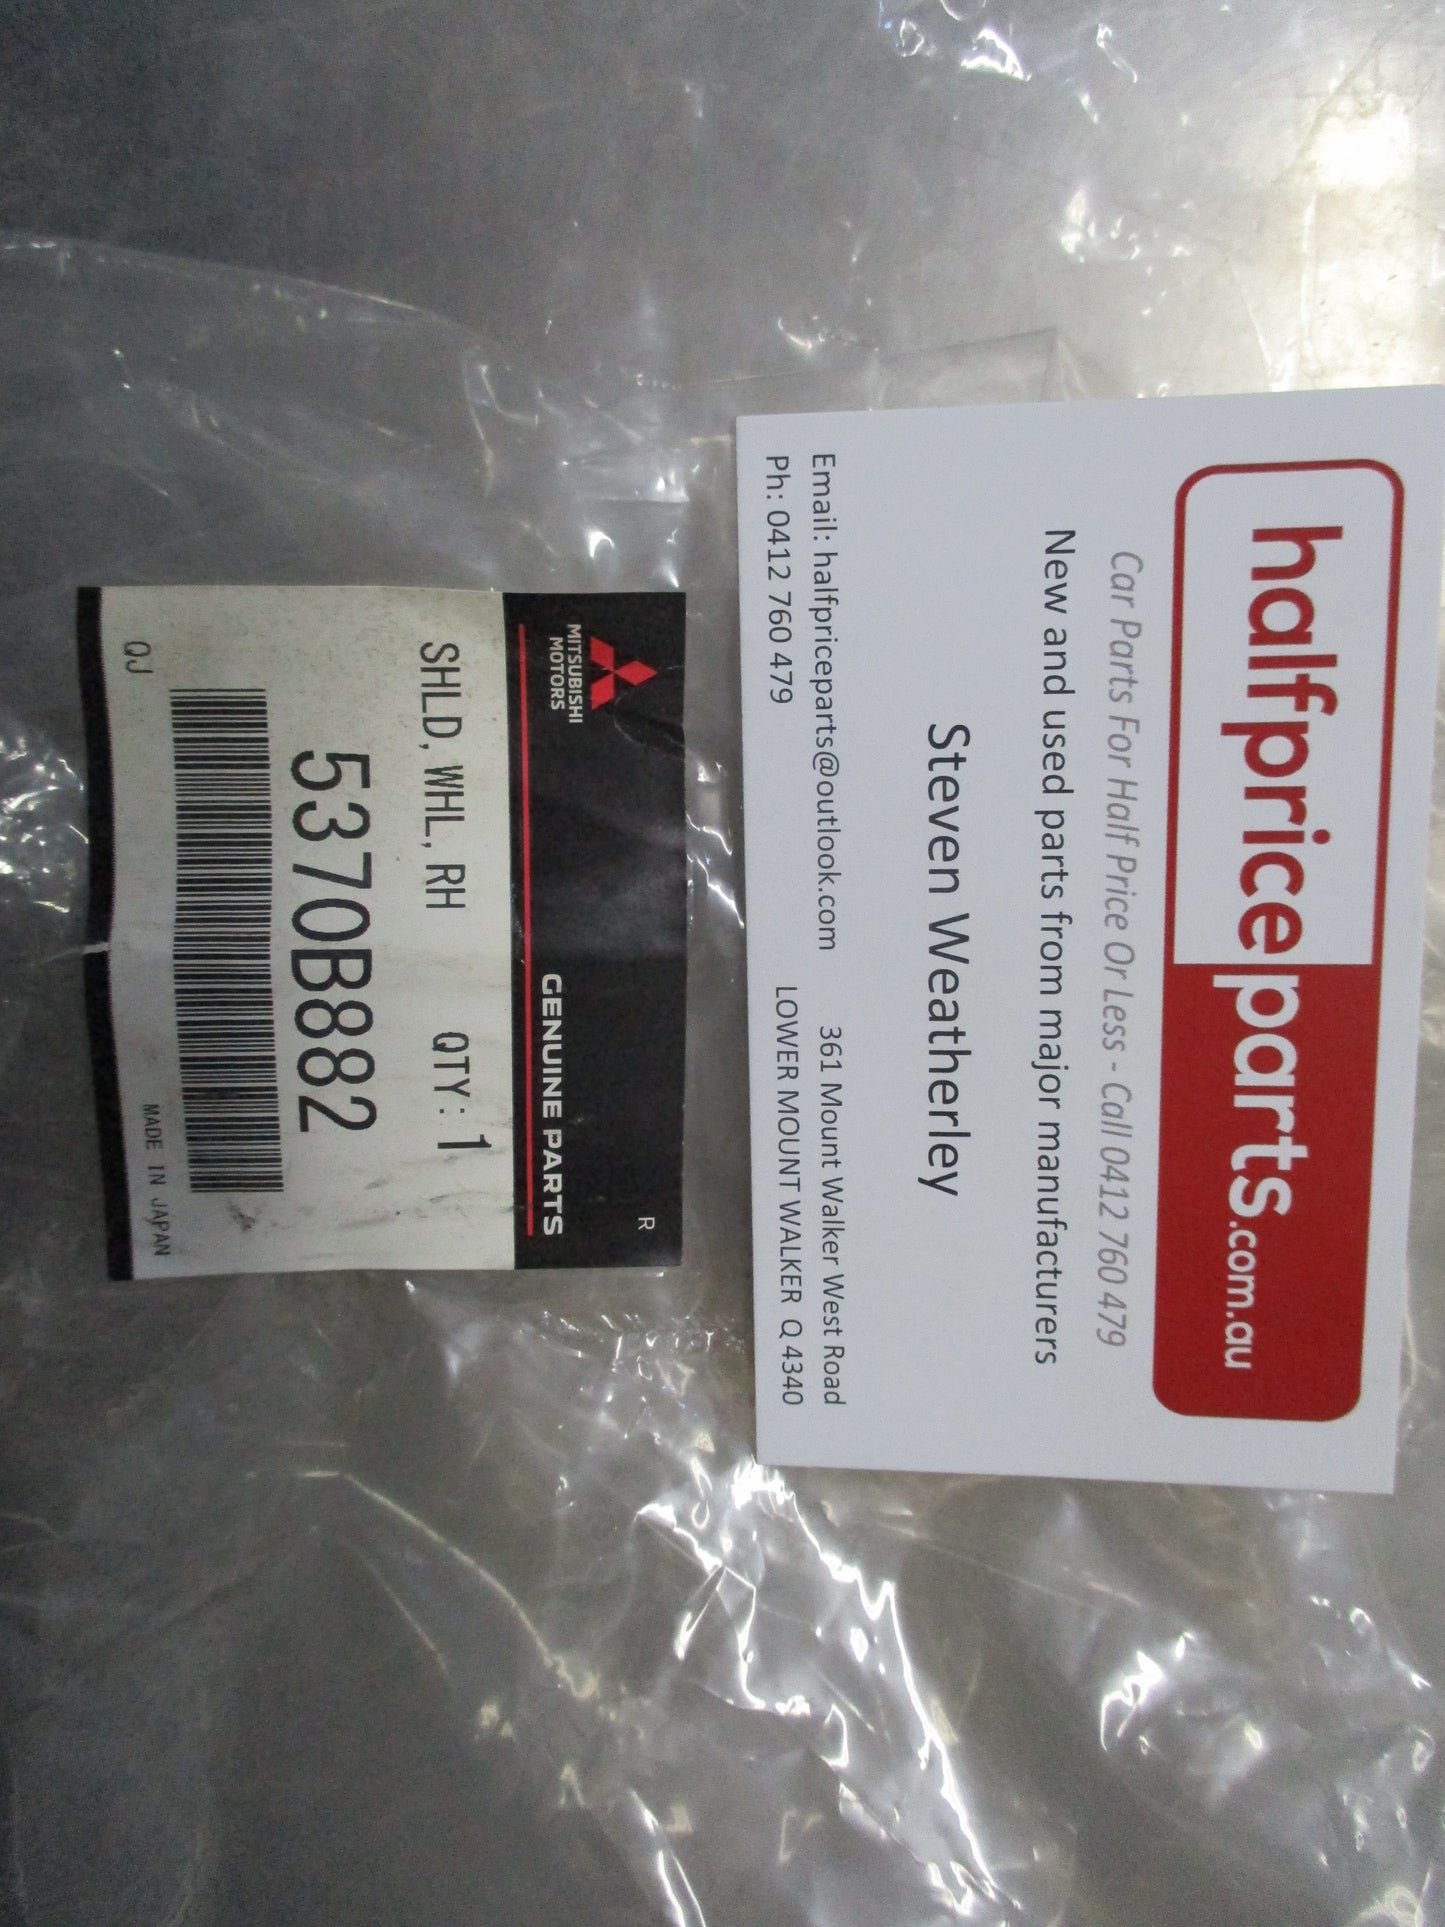 halfpriceparts.com.au
Car Parts For Half Price Or Less - Call 0412 760 479
New and used parts from major manufacturers
Steven Weatherley
Email: halfpriceparts@outlook.com 361 Mount Walker West Road
Ph: 0412 760 479 LOWER MOUNT WALKER Q 4340
R
MITSUBISHI
MOTORS
GENUINE PARTS
SHLD, WHL, RH QTY: 1
5370B882
QJ MADE IN JAPAN